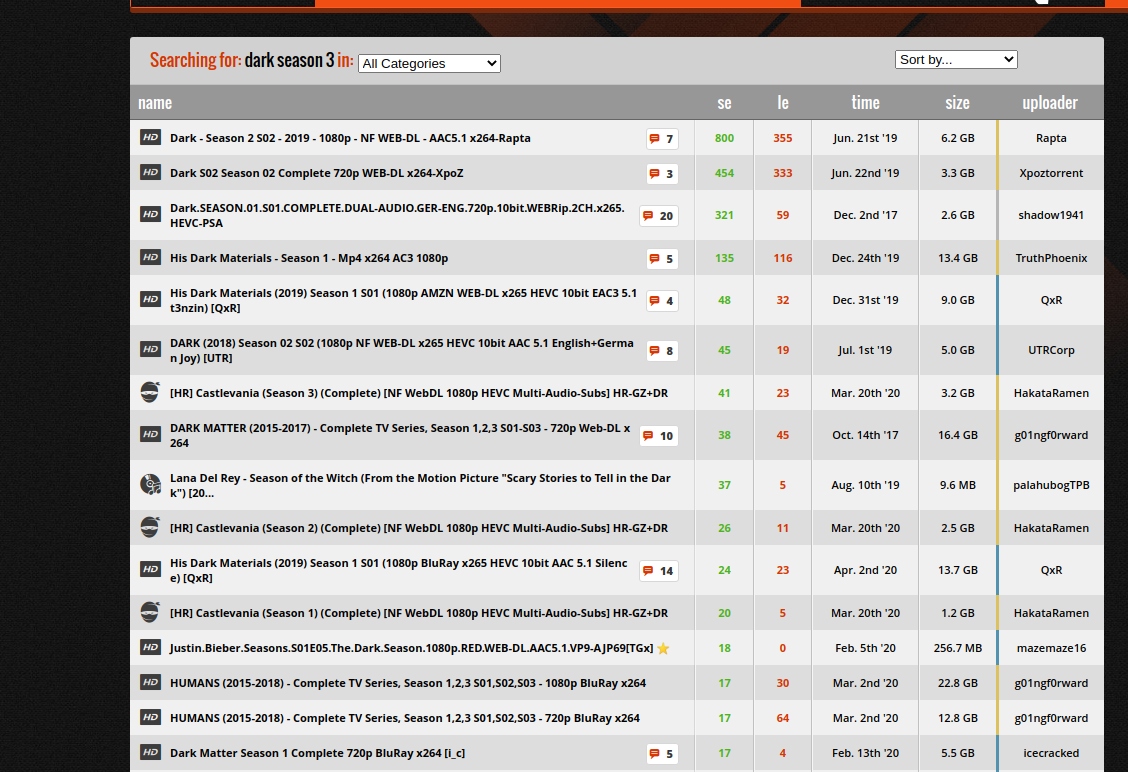 Searching for: dark season 3 in: All Categories Sort by...
name se le time size uploader
HD Dark - Season 2 S02 - 2019 - 1080p - NF WEB-DL - AAC5.1 x264-Rapta 7 800 355 Jun. 21st '19 6.2 GB Rapta
HD Dark S02 Season 02 Complete 720p WEB-DL x264-XpoZ 3 454 333 Jun. 22nd '19 3.3 GB Xpoztorrent
HD Dark.SEASON.01.S01.COMPLETE.DUAL-AUDIO.GER-ENG.720p.10bit.WEBRip.2CH.x265.
HEVC-PSA 20 321 59 Dec. 2nd '17 2.6 GB shadow1941
HD His Dark Materials - Season 1 - Mp4 x264 AC3 1080p 5 135 116 Dec. 24th '19 13.4 GB TruthPhoenix
HD His Dark Materials (2019) Season 1 S01 (1080p AMZN WEB-DL x265 HEVC 10bit EAC3 5.1
t3nzin) [QxR] 4 48 32 Dec. 31st '19 9.0 GB QxR
HD DARK (2018) Season 02 S02 (1080p NF WEB-DL x265 HEVC 10bit AAC 5.1 English+Germa
n Joy) [UTR] 8 45 19 Jul. 1st '19 5.0 GB UTRCorp
[HR] Castlevania (Season 3) (Complete) [NF WebDL 1080p HEVC Multi-Audio-Subs] HR-GZ+DR 41 23 Mar. 20th '20 3.2 GB HakataRamen
HD DARK MATTER (2015-2017) - Complete TV Series, Season 1,2,3 S01-S03 - 720p Web-DL x
264 10 38 45 Oct. 14th '17 16.4 GB g01ngf0rward
Lana Del Rey - Season of the Witch (From the Motion Picture "Scary Stories to Tell in the Dar
k") [20... 37 5 Aug. 10th '19 9.6 MB palahubogTPB
[HR] Castlevania (Season 2) (Complete) [NF WebDL 1080p HEVC Multi-Audio-Subs] HR-GZ+DR 26 11 Mar. 20th '20 2.5 GB HakataRamen
HD His Dark Materials (2019) Season 1 S01 (1080p BluRay x265 HEVC 10bit AAC 5.1 Silenc
e) [QxR] 14 24 23 Apr. 2nd '20 13.7 GB QxR
[HR] Castlevania (Season 1) (Complete) [NF WebDL 1080p HEVC Multi-Audio-Subs] HR-GZ+DR 20 5 Mar. 20th '20 1.2 GB HakataRamen
HD Justin.Bieber.Seasons.S01E05.The.Dark.Season.1080p.RED.WEB-DL.AAC5.1.VP9-AJP69[TGx] ⭐ 18 0 Feb. 5th '20 256.7 MB mazemaze16
HD HUMANS (2015-2018) - Complete TV Series, Season 1,2,3 S01,S02,S03 - 1080p BluRay x264 17 30 Mar. 2nd '20 22.8 GB g01ngf0rward
HD HUMANS (2015-2018) - Complete TV Series, Season 1,2,3 S01,S02,S03 - 720p BluRay x264 17 64 Mar. 2nd '20 12.8 GB g01ngf0rward
HD Dark Matter Season 1 Complete 720p BluRay x264 [i_c] 5 17 4 Feb. 13th '20 5.5 GB icecracked